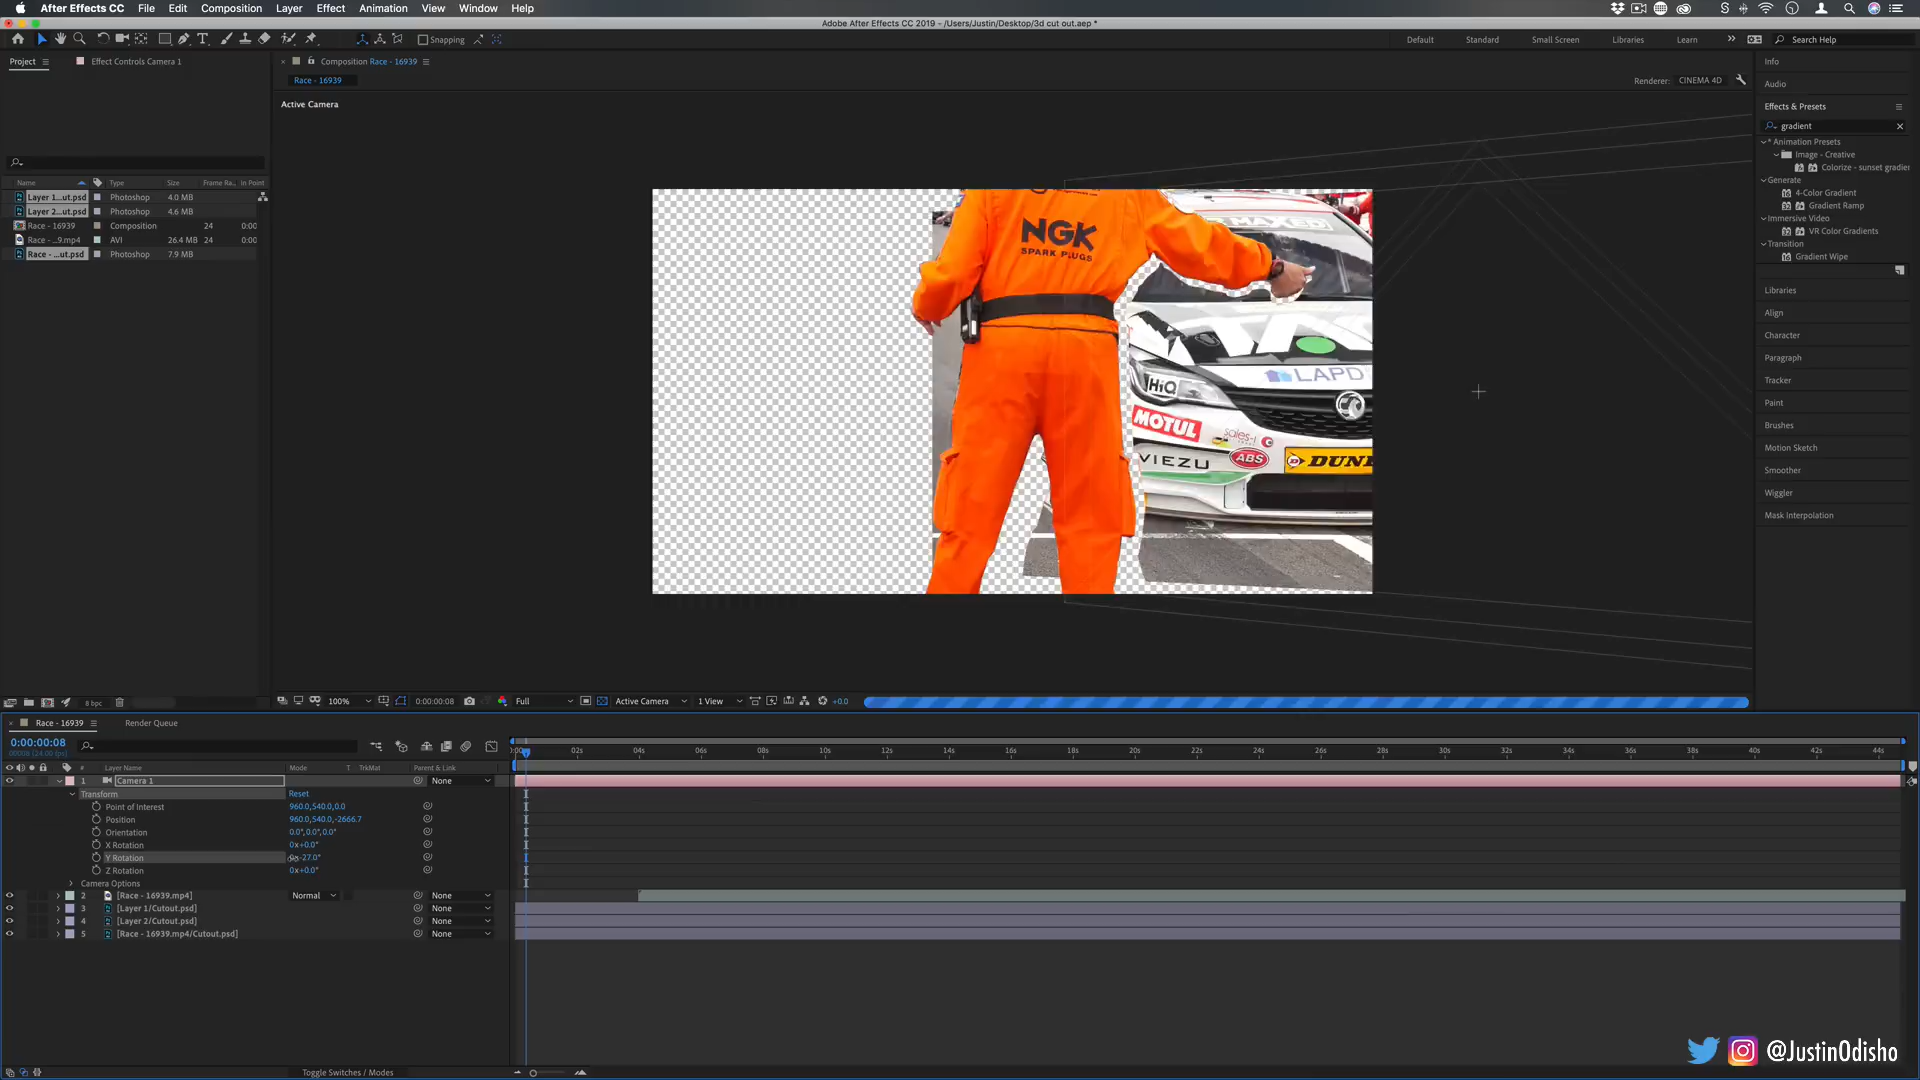 After Effects CC File Edit Composition Layer Effect Animation View Window Help
Adobe After Effects CC 2019 - /Users/Justin/Desktop/3d cut out.aep *
Snapping
Default Standard Small Screen Libraries Learn Search Help
Project Effect Controls Camera 1
Composition Race - 16939
Race - 16939
Renderer: CINEMA 4D
Active Camera
Name Type Size Frame Ra... In Point
Layer 1...ut.psd Photoshop 4.0 MB
Layer 2...ut.psd Photoshop 4.6 MB
Race - 16939 Composition 24 0:00
Race - ...9.mp4 AVI 26.4 MB 24 0:00
Race - ...ut.psd Photoshop 7.9 MB
NGK
SPARK PLUGS
LAPD
HiQ
MOTUL
sales-i
VIEZU
ABS
DUN
Info
Audio
Effects & Presets
gradient
* Animation Presets
Image - Creative
Colorize - sunset gradien
Generate
4-Color Gradient
Gradient Ramp
Immersive Video
VR Color Gradients
Transition
Gradient Wipe
Libraries
Align
Character
Paragraph
Tracker
Paint
Brushes
Motion Sketch
Smoother
Wiggler
Mask Interpolation
8 bpc
100% 0:00:00:08 Full Active Camera 1 View +0.0
Race - 16939 Render Queue
0:00:00:08
00008 (24.00 fps)
02s 04s 06s 08s 10s 12s 14s 16s 18s 20s 22s 24s 26s 28s 30s 32s 34s 36s 38s 40s 42s 44s
# Layer Name Mode T TrkMat Parent & Link
1 Camera 1 None
Transform Reset
Point of Interest 960.0,540.0,0.0
Position 960.0,540.0,-2666.7
Orientation 0.0°,0.0°,0.0°
X Rotation 0x+0.0°
Y Rotation -27.0°
Z Rotation 0x+0.0°
Camera Options
2 [Race - 16939.mp4] Normal None
3 [Layer 1/Cutout.psd] None
4 [Layer 2/Cutout.psd] None
5 [Race - 16939.mp4/Cutout.psd] None
Toggle Switches / Modes
@JustinOdisho